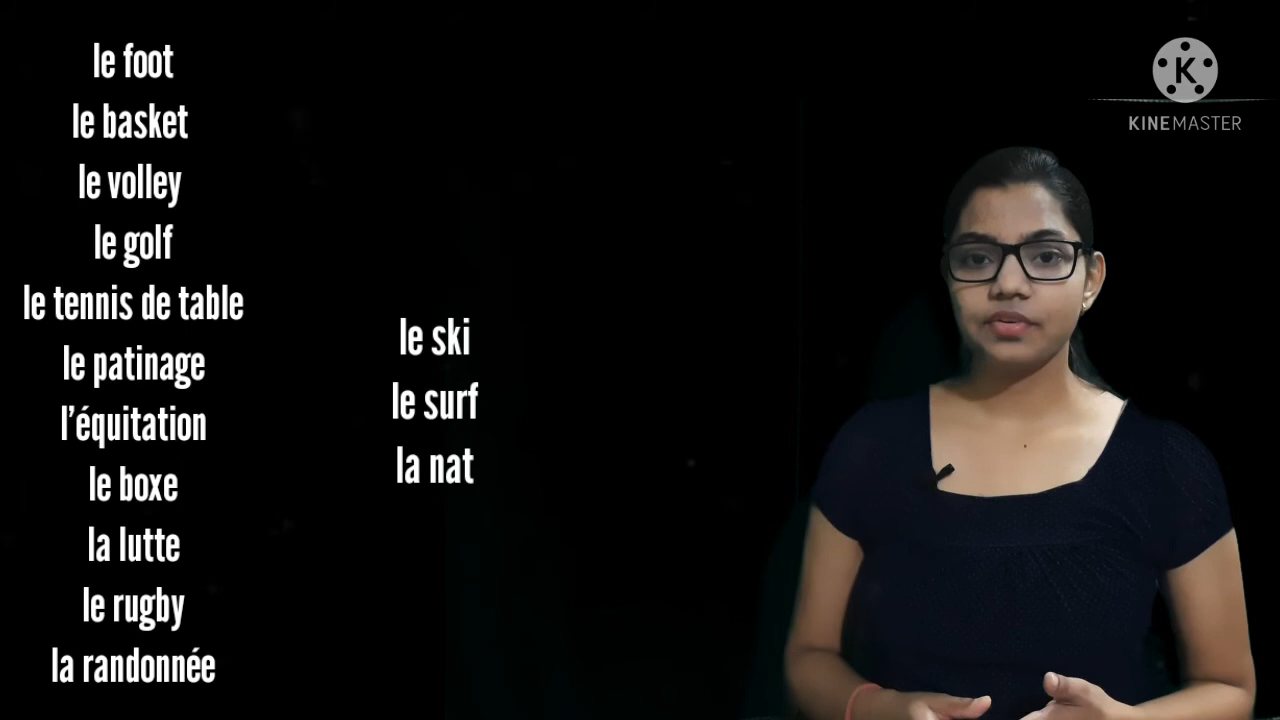 le foot
le basket
le volley
le golf
le tennis de table
le patinage
l'équitation
le boxe
la lutte
le rugby
la randonnée
le ski
le surf
la nat
K
KINEMASTER